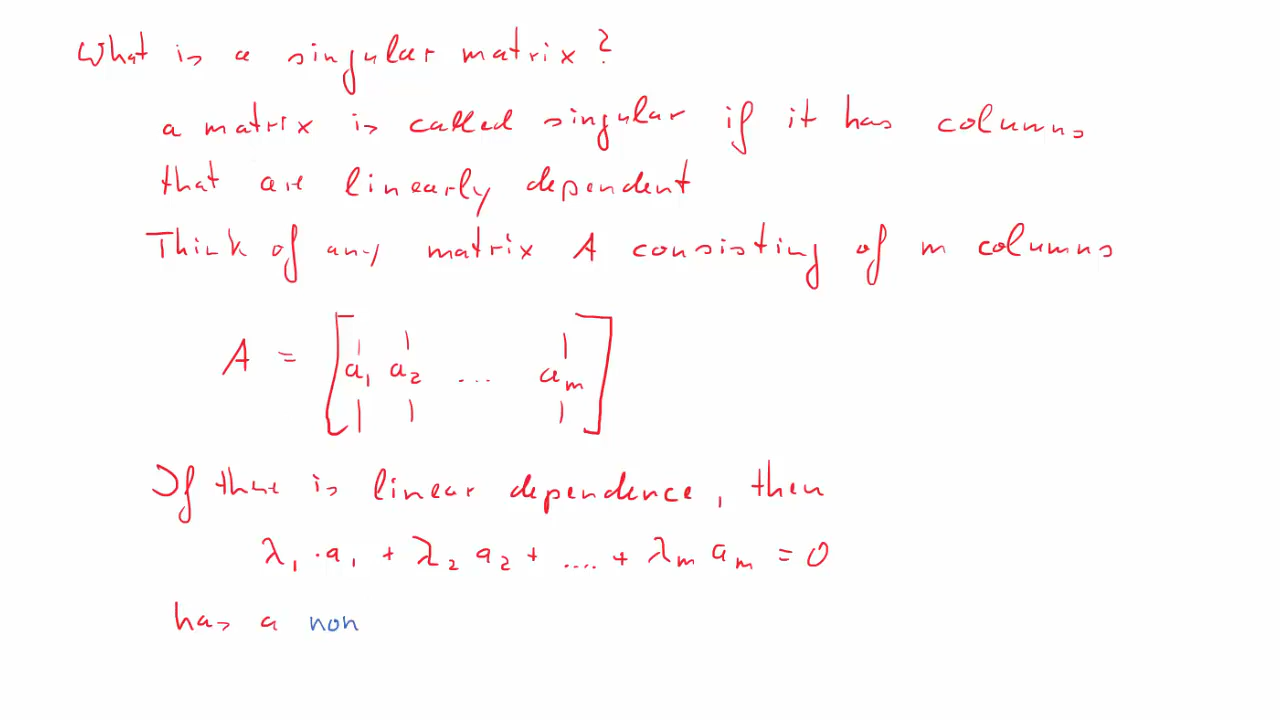 What is a singular matrix?
a matrix is called singular if it has columns
that are linearly dependent
Think of any matrix A consisting of m columns
A = [a₁ a₂ ... aₘ]
If there is linear dependence, then
λ₁ · a₁ + λ₂ a₂ + .... + λₘ aₘ = 0
has a non